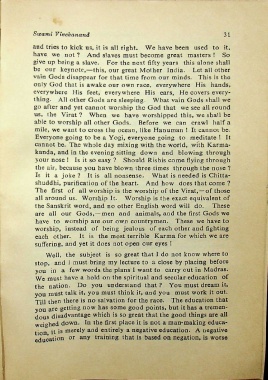 Swami Vivekanand 31
and tries to kick us, it is all right. We have been used to it,
have we not? And slaves must become great masters! So
give up being a slave. For the next fifty years this alone shall
be our keynote,—this, our great Mother India. Let all other
vain Gods disappear for that time from our minds. This is the
only God that is awake our own race, everywhere His hands,
everywhere His feet, everywhere His ears, He covers every-
thing. All other Gods are sleeping. What vain Gods shall we
go after and yet cannot worship the God that we see all round
us, the Virat? When we have worshipped this, we shall be
able to worship all other Gods. Before we can crawl half a
mile, we want to cross the ocean, like Hanuman! It cannot be.
Everyone going to be a Yogi, everyone going to meditate! It
cannot be. The whole day mixing with the world, with Karma-
kanda, and in the evening sitting down and blowing through
your nose! Is it so easy? Should Rishis come flying through
the air, because you have blown three times through the nose?
Is it a joke? It is all nonsense. What is needed is Chitta-
shuddhi, purification of the heart. And how does that come?
The first of all worship is the worship of the Virat,—of those
all around us. Worship It. Worship is the exact equivalent of
the Sanskrit word, and no other English word will do. These
are all our Gods,—men and animals, and the first Gods we
have to worship are our own countrymen. These we have to
worship, instead of being jealous of each other and fighting
each other. It is the most terrible Karma for which we are
suffering, and yet it does not open our eyes!
Well, the subject is so great that I do not know where to
stop, and I must bring my lecture to a close by placing before
you in a few words the plans I want to carry out in Madras.
We must have a hold on the spiritual and secular education of
the nation. Do you understand that? You must dream it,
you must talk it, you must think it, and you must work it out.
Till then there is no salvation for the race. The education that
you are getting now has some good points, but it has a tremen-
dous disadvantage which is so great that the good things are all
weighed down. In the first place it is not a man-making educa-
tion, it is merely and entirely a negative education. A negative
education or any training that is based on negation, is worse